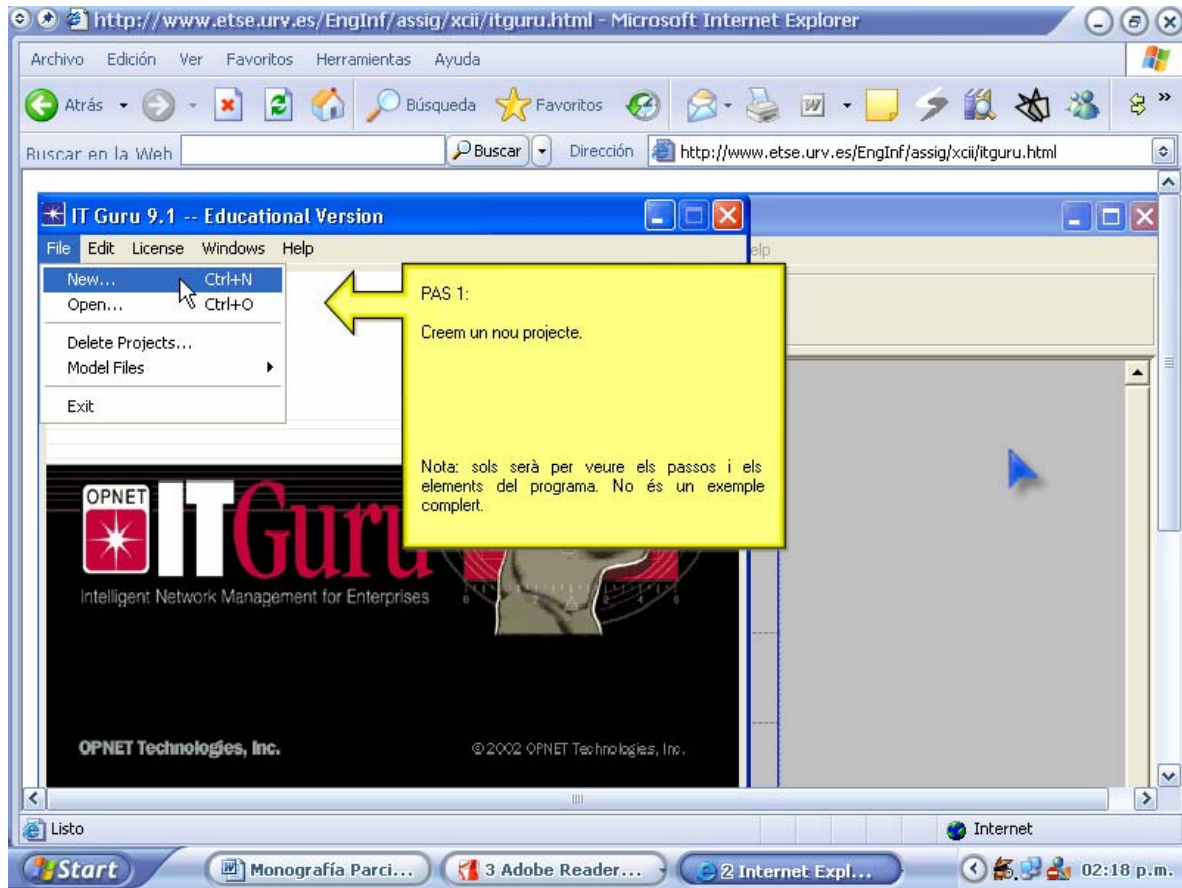 http://www.etse.urv.es/EngInf/assig/xcii/itguru.html - Microsoft Internet Explorer
Archivo Edición Ver Favoritos Herramientas Ayuda
Atrás Búsqueda Favoritos
Buscar en la Web Buscar Dirección http://www.etse.urv.es/EngInf/assig/xcii/itguru.html
IT Guru 9.1 -- Educational Version
File Edit License Windows Help
elp
New... Ctrl+N
Open... Ctrl+O
Delete Projects...
Model Files
Exit
PAS 1:
Creem un nou projecte.
Nota: sols serà per veure els passos i els
elements del programa. No és un exemple
complert.
OPNET
ITGuru
Intelligent Network Management for Enterprises
OPNET Technologies, Inc. ©2002 OPNET Technologies, Inc.
Listo Internet
Start Monografía Parci... 3 Adobe Reader... 2 Internet Expl... 02:18 p.m.